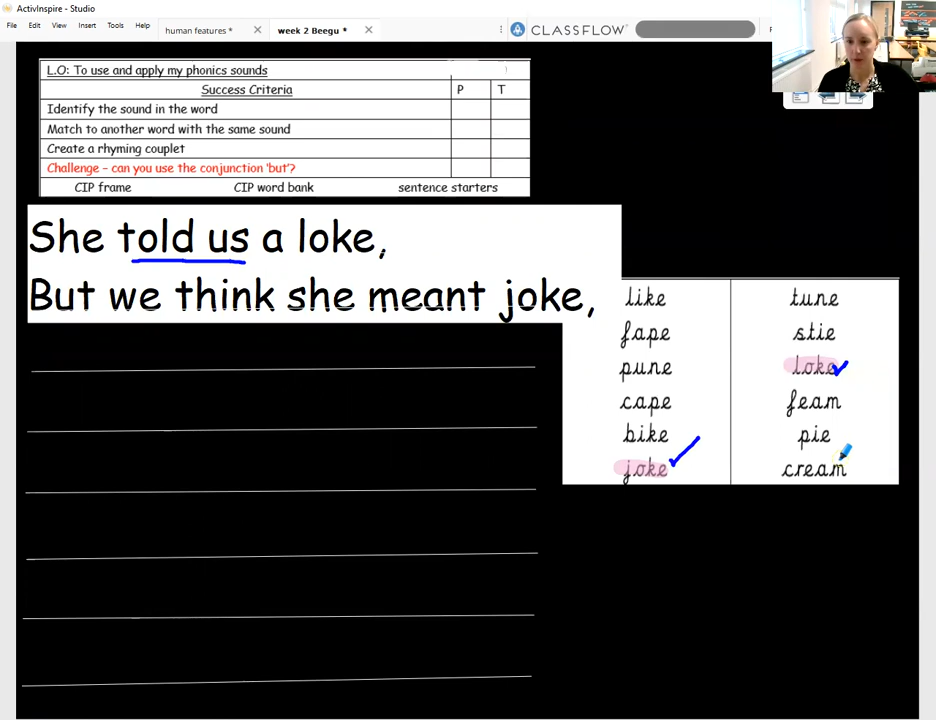 ActivInspire - Studio
File Edit View Insert Tools Help
human features *
week 2 Beegu *
CLASSFLOW
L.O: To use and apply my phonics sounds
Success Criteria P T
Identify the sound in the word
Match to another word with the same sound
Create a rhyming couplet
Challenge – can you use the conjunction 'but'?
CIP frame CIP word bank sentence starters
She told us a loke,
But we think she meant joke,
like tune
fape stie
pune loke
cape feam
bike pie
joke cream